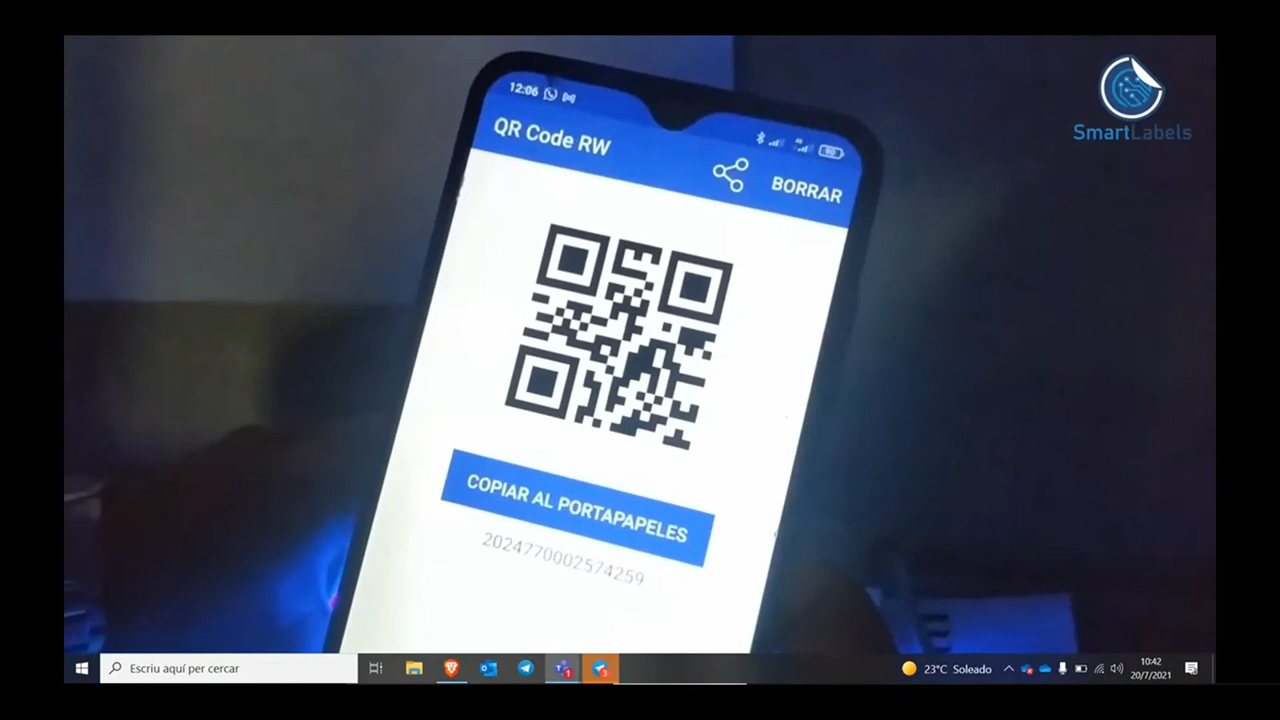 SmartLabels
12:06
QR Code RW
BORRAR
COPIAR AL PORTAPAPELES
2024770002574259
Escriu aquí per cercar
23°C Soleado
10:42
20/7/2021